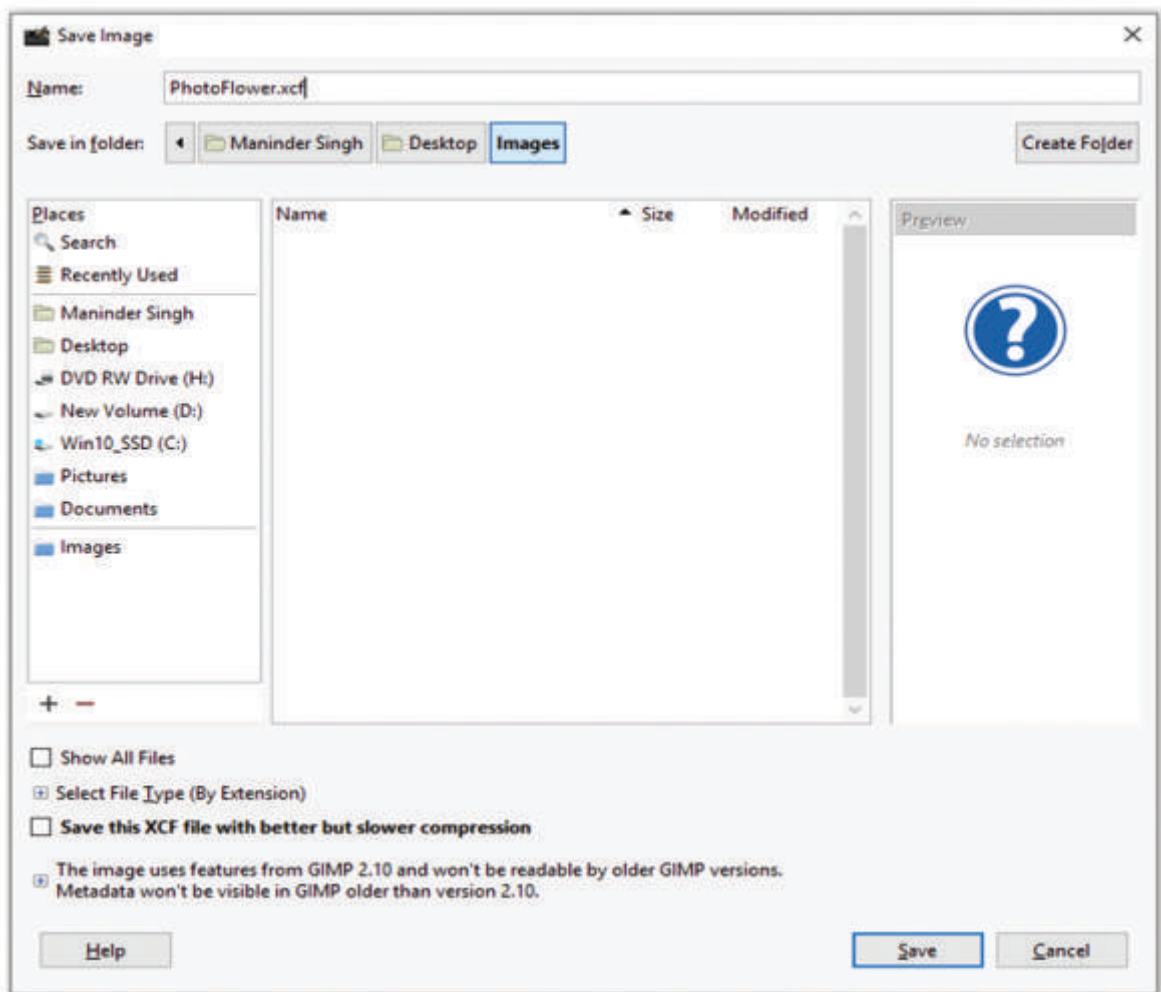 Save Image
Name: PhotoFlower.xcf
Save in folder: Maninder Singh Desktop Images Create Folder
Places
Search
Recently Used
Maninder Singh
Desktop
DVD RW Drive (H:)
New Volume (D:)
Win10_SSD (C:)
Pictures
Documents
Images
Name Size Modified
Preview
?
No selection
+ −
Show All Files
Select File Type (By Extension)
Save this XCF file with better but slower compression
The image uses features from GIMP 2.10 and won't be readable by older GIMP versions.
Metadata won't be visible in GIMP older than version 2.10.
Help Save Cancel